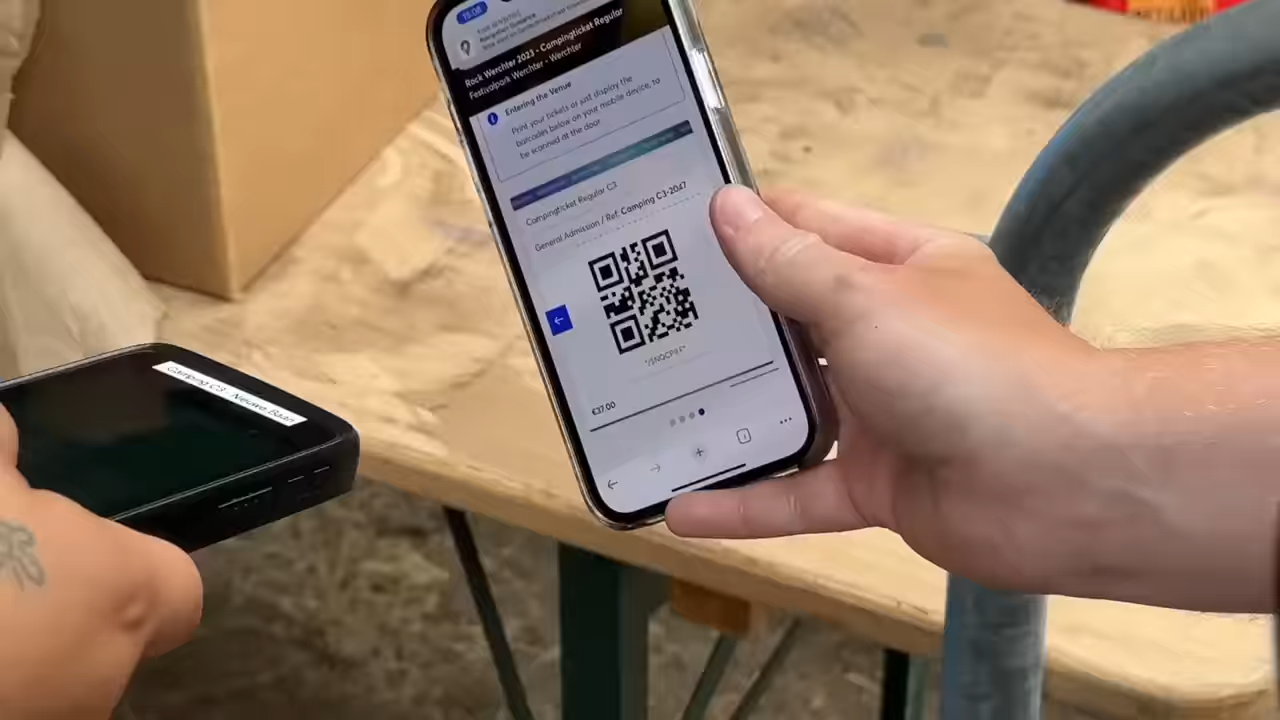 15:08
Rock Werchter 2023 - Campingticket Regular
Festivalpark Werchter - Werchter
Entering the Venue
Print your tickets or just display the
barcodes below on your mobile device, to
be scanned at the door.
Campingticket Regular C3
General Admission / Ref: Camping C3-2047
€37.00
Camping C3 - Nieuwe Baan